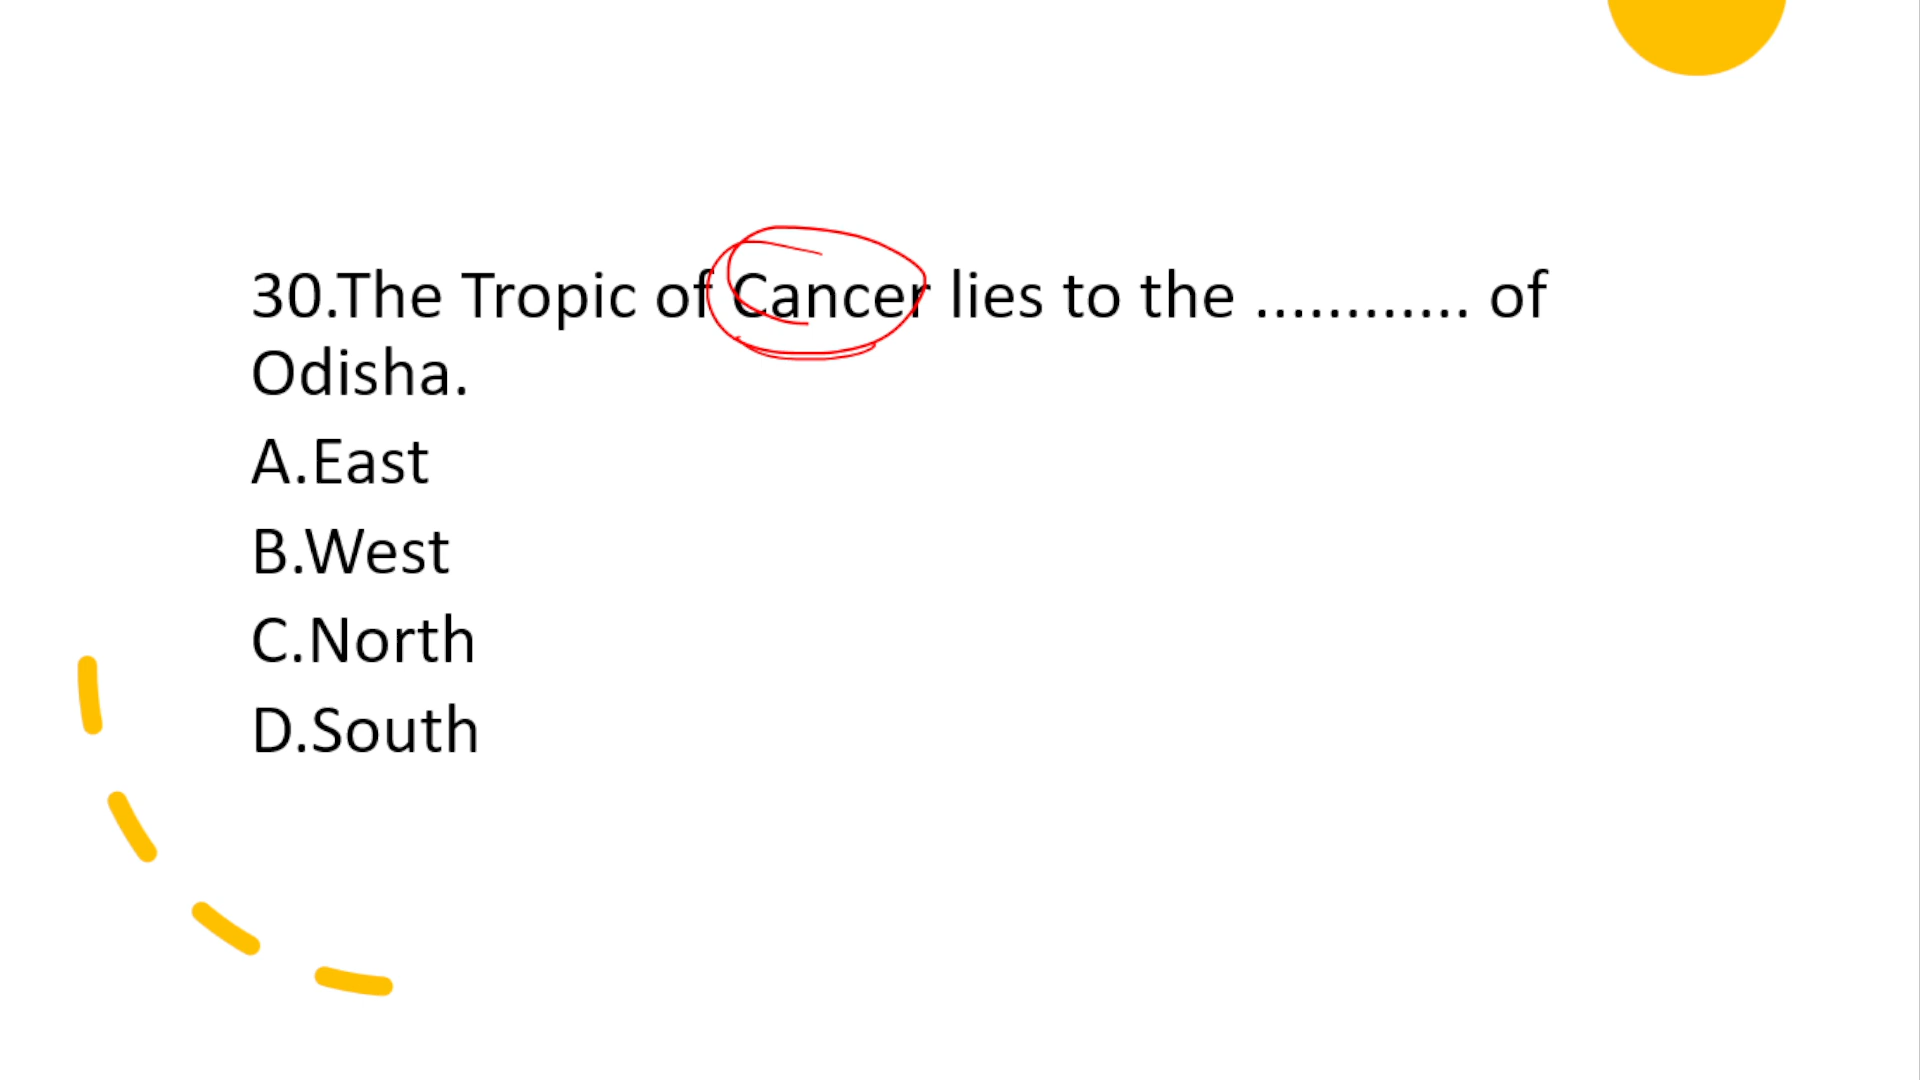 30.The Tropic of Cancer lies to the ............ of
Odisha.
A.East
B.West
C.North
D.South